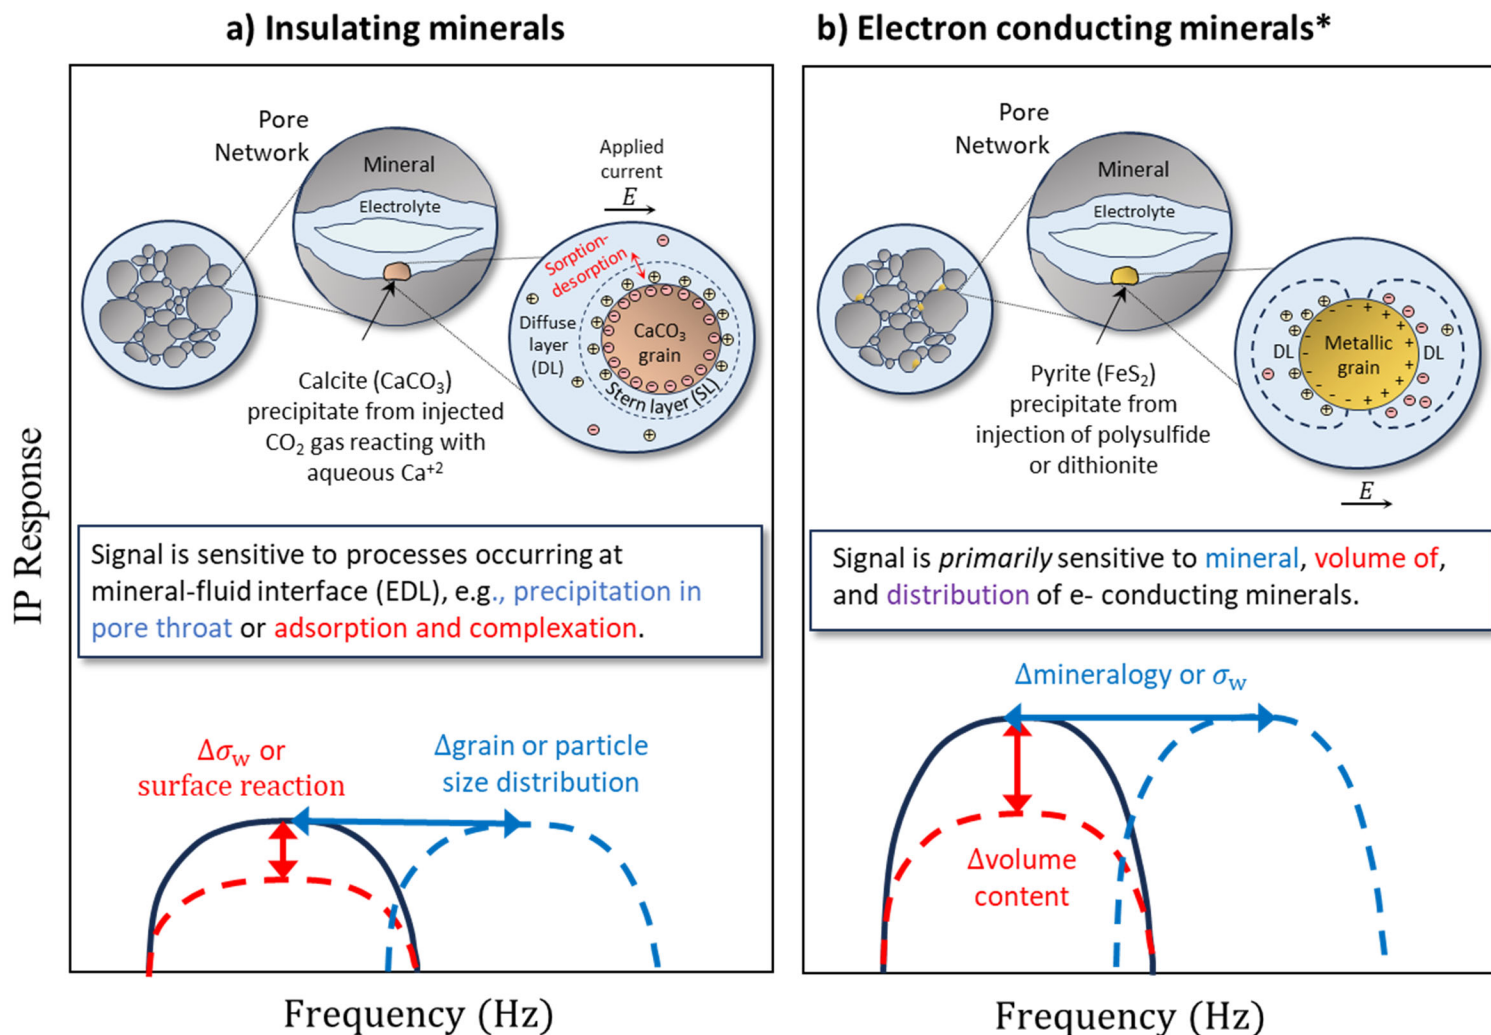 a) Insulating minerals
Pore
Network
Mineral
Electrolyte
Applied
current
E
Sorption-
desorption
Diffuse
layer
(DL)
CaCO₃
grain
Stern layer (SL)
Calcite (CaCO₃)
precipitate from injected
CO₂ gas reacting with
aqueous Ca⁺²
Signal is sensitive to processes occurring at
mineral-fluid interface (EDL), e.g., precipitation in
pore throat or adsorption and complexation.
Δσw or
surface reaction
Δgrain or particle
size distribution
b) Electron conducting minerals*
Pore
Network
Mineral
Electrolyte
DL
Metallic
grain
DL
Pyrite (FeS₂)
precipitate from
injection of polysulfide
or dithionite
E
Signal is primarily sensitive to mineral, volume of,
and distribution of e- conducting minerals.
Δmineralogy or σw
Δvolume
content
IP Response
Frequency (Hz)
Frequency (Hz)